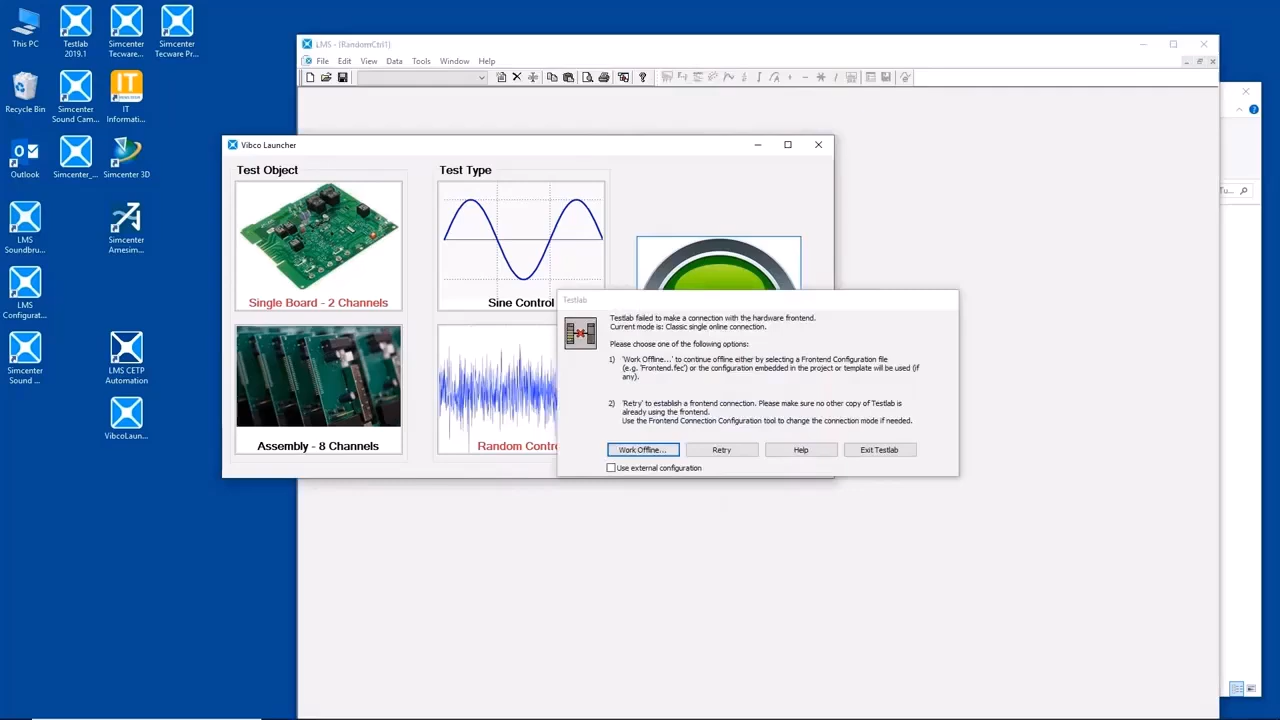 This PC
Testlab
2019.1
Simcenter
Tecware...
Simcenter
Tecware Pr...
Recycle Bin
Simcenter
Sound Cam...
IT
IT
Informati...
Outlook
Simcenter_...
Simcenter 3D
LMS
Soundbru...
Simcenter
Amesim...
LMS
Configurat...
Simcenter
Sound ...
LMS CETP
Automation
VibcoLaun...
LMS - [RandomCtrl1]
File Edit View Data Tools Window Help
Vibco Launcher
Test Object
Test Type
Single Board - 2 Channels
Sine Control
Assembly - 8 Channels
Random Contro
Testlab
Testlab failed to make a connection with the hardware frontend.
Current mode is: Classic single online connection.
Please choose one of the following options:
1) 'Work Offline...' to continue offline either by selecting a Frontend Configuration file
(e.g. 'Frontend.fec') or the configuration embedded in the project or template will be used (if
any).
2) 'Retry' to establish a frontend connection. Please make sure no other copy of Testlab is
already using the frontend.
Use the Frontend Connection Configuration tool to change the connection mode if needed.
Work Offline... Retry Help Exit Testlab
Use external configuration
Tu...